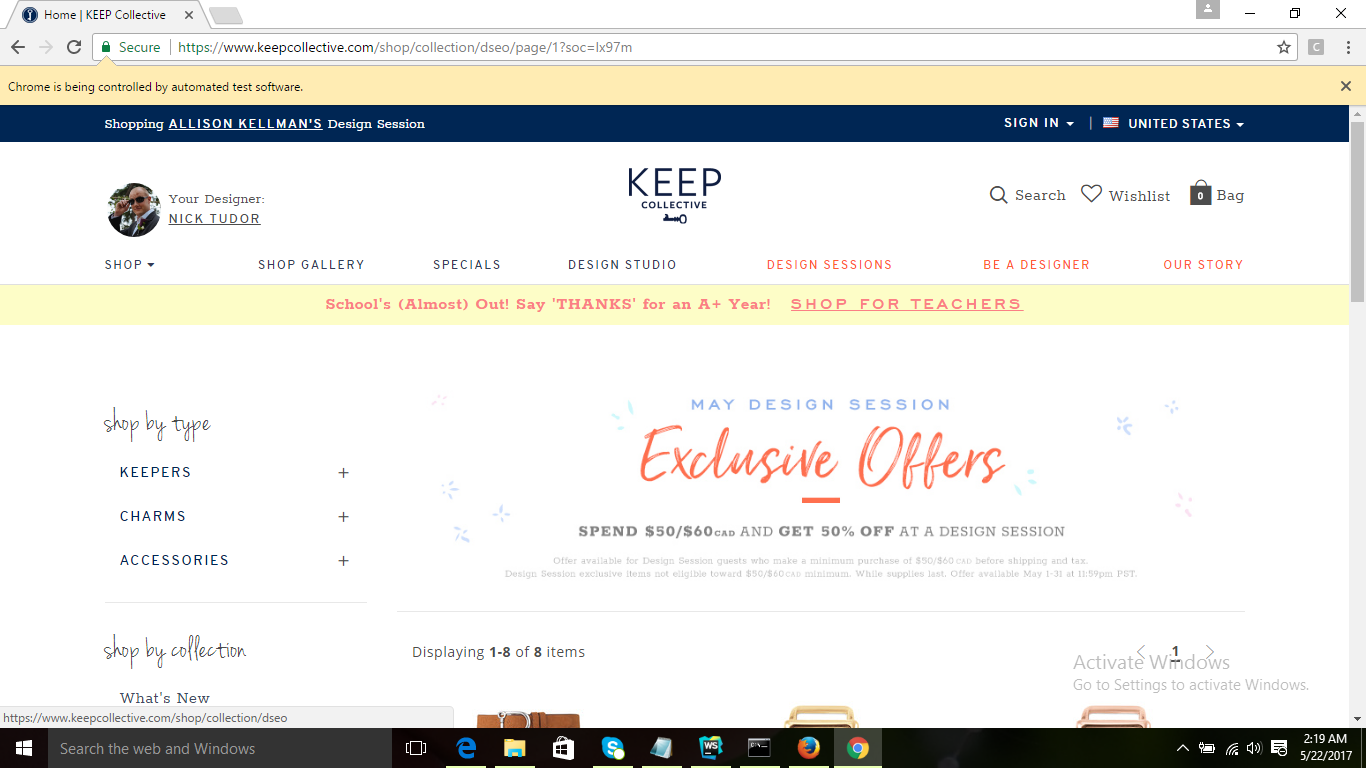 Home | KEEP Collective
Secure https://www.keepcollective.com/shop/collection/dseo/page/1?soc=lx97m
C
Chrome is being controlled by automated test software.
Shopping ALLISON KELLMAN'S Design Session
SIGN IN | UNITED STATES
Your Designer:
NICK TUDOR
KEEP
COLLECTIVE
Search Wishlist 0 Bag
SHOP SHOP GALLERY SPECIALS DESIGN STUDIO DESIGN SESSIONS BE A DESIGNER OUR STORY
School's (Almost) Out! Say 'THANKS' for an A+ Year! SHOP FOR TEACHERS
shop by type
KEEPERS +
CHARMS +
ACCESSORIES +
MAY DESIGN SESSION
Exclusive Offers
SPEND $50/$60CAD AND GET 50% OFF AT A DESIGN SESSION
Offer available for Design Session guests who make a minimum purchase of $50/$60CAD before shipping and tax.
Design Session exclusive items not eligible toward $50/$60CAD minimum. While supplies last. Offer available May 1-31 at 11:59pm PST.
shop by collection
What's New
Displaying 1-8 of 8 items
1
Activate Windows
Go to Settings to activate Windows.
https://www.keepcollective.com/shop/collection/dseo
Search the web and Windows
WS
2:19 AM
5/22/2017